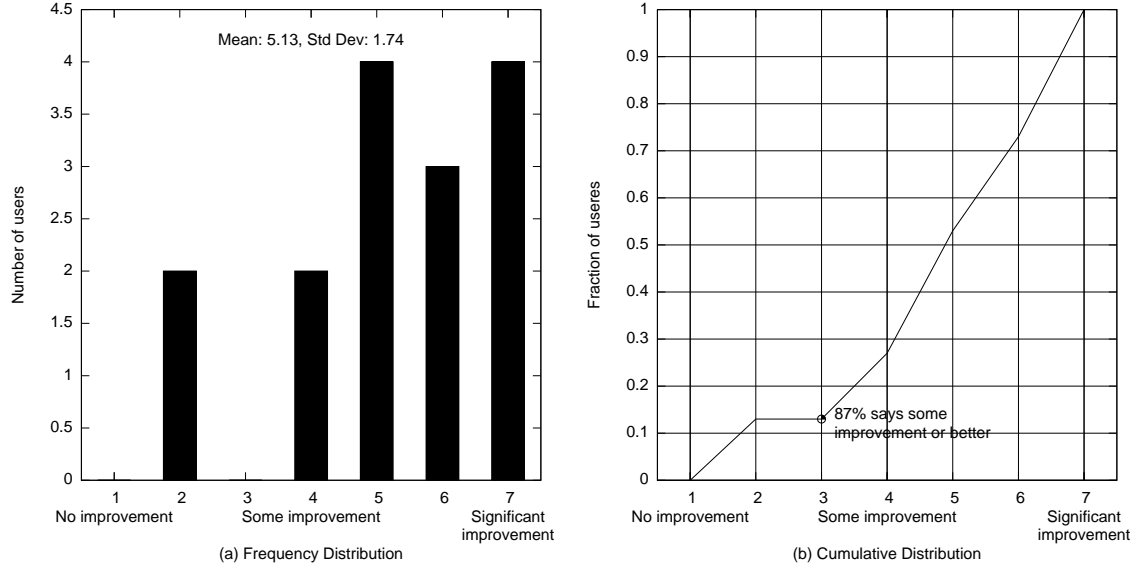 4.5
4
3.5
3
2.5
2
1.5
1
0.5
0
Number of users
Mean: 5.13, Std Dev: 1.74
1 2 3 4 5 6 7
No improvement Some improvement Significant
improvement
(a) Frequency Distribution
1
0.9
0.8
0.7
0.6
0.5
0.4
0.3
0.2
0.1
0
Fraction of useres
87% says some
improvement or better
1 2 3 4 5 6 7
No improvement Some improvement Significant
improvement
(b) Cumulative Distribution